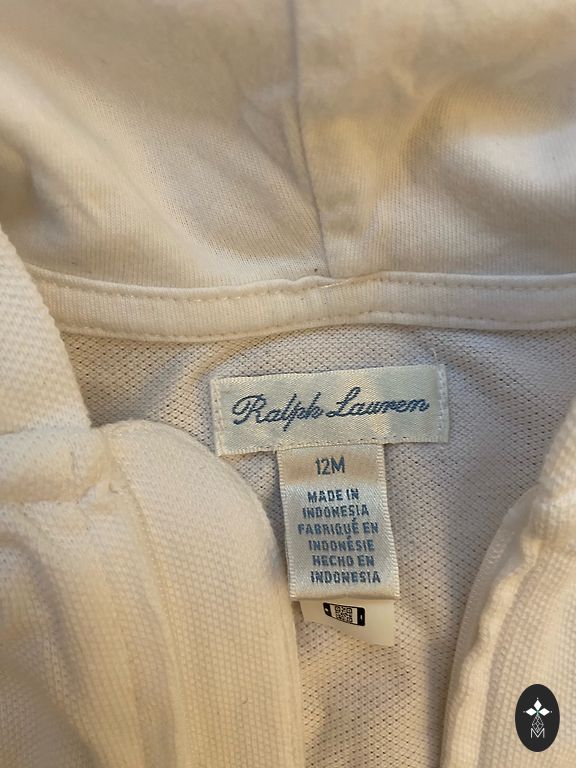 Ralph Lauren
12M
MADE IN
INDONESIA
FABRIQUÉ EN
INDONÉSIE
HECHO EN
INDONESIA
M